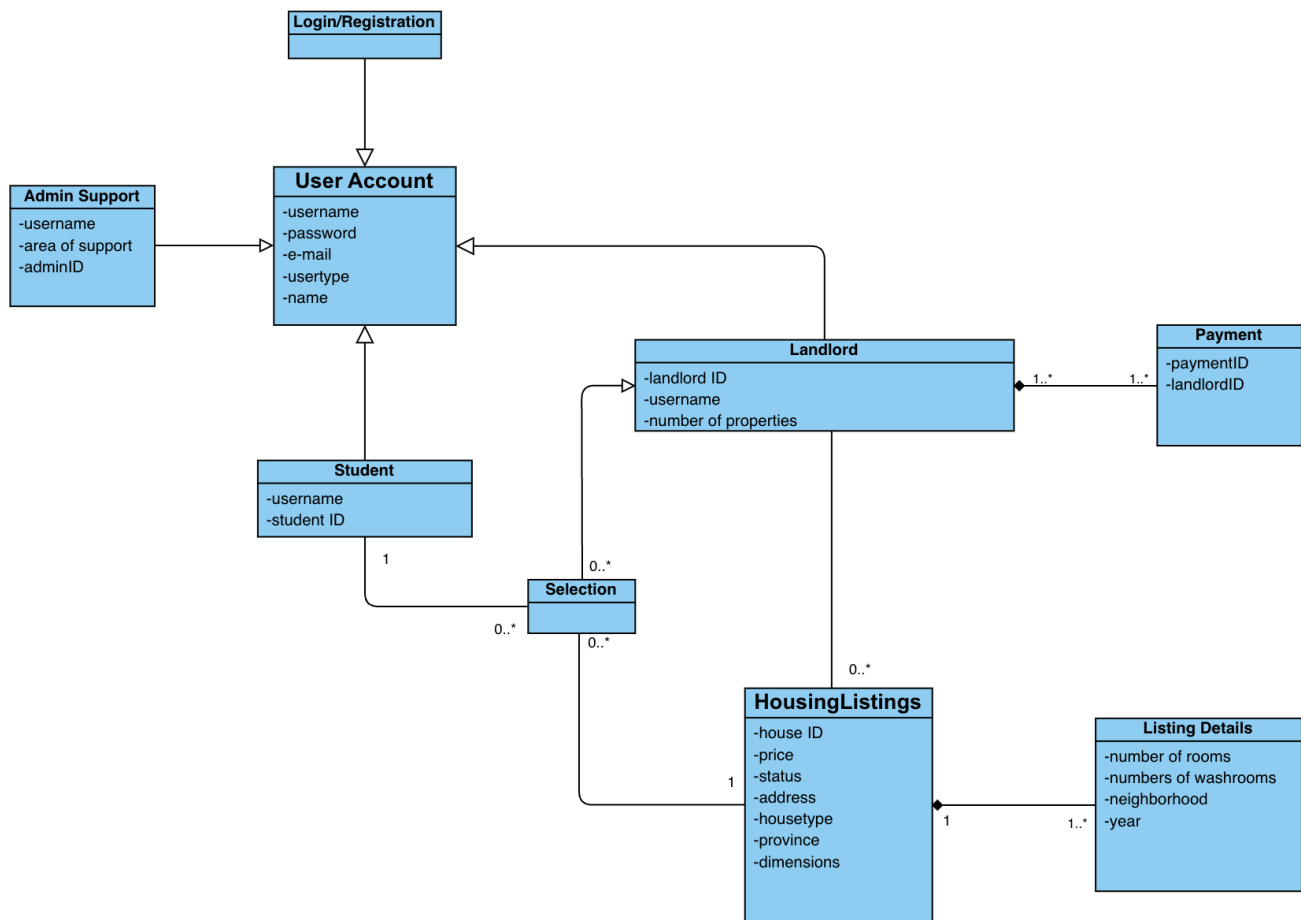 Login/Registration
User Account
-username
-password
-e-mail
-usertype
-name
Admin Support
-username
-area of support
-adminID
Landlord
-landlord ID
-username
-number of properties
1..*
1..*
Payment
-paymentID
-landlordID
Student
-username
-student ID
1
0..*
0..*
Selection
0..*
0..*
HousingListings
-house ID
-price
-status
-address
-housetype
-province
-dimensions
1
1
1..*
Listing Details
-number of rooms
-numbers of washrooms
-neighborhood
-year